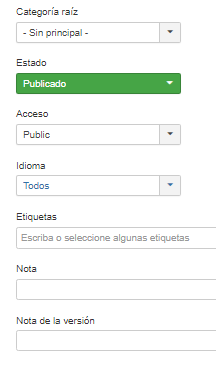 Categoría raíz
- Sin principal -
Estado
Publicado
Acceso
Public
Idioma
Todos
Etiquetas
Escriba o seleccione algunas etiquetas
Nota
Nota de la versión